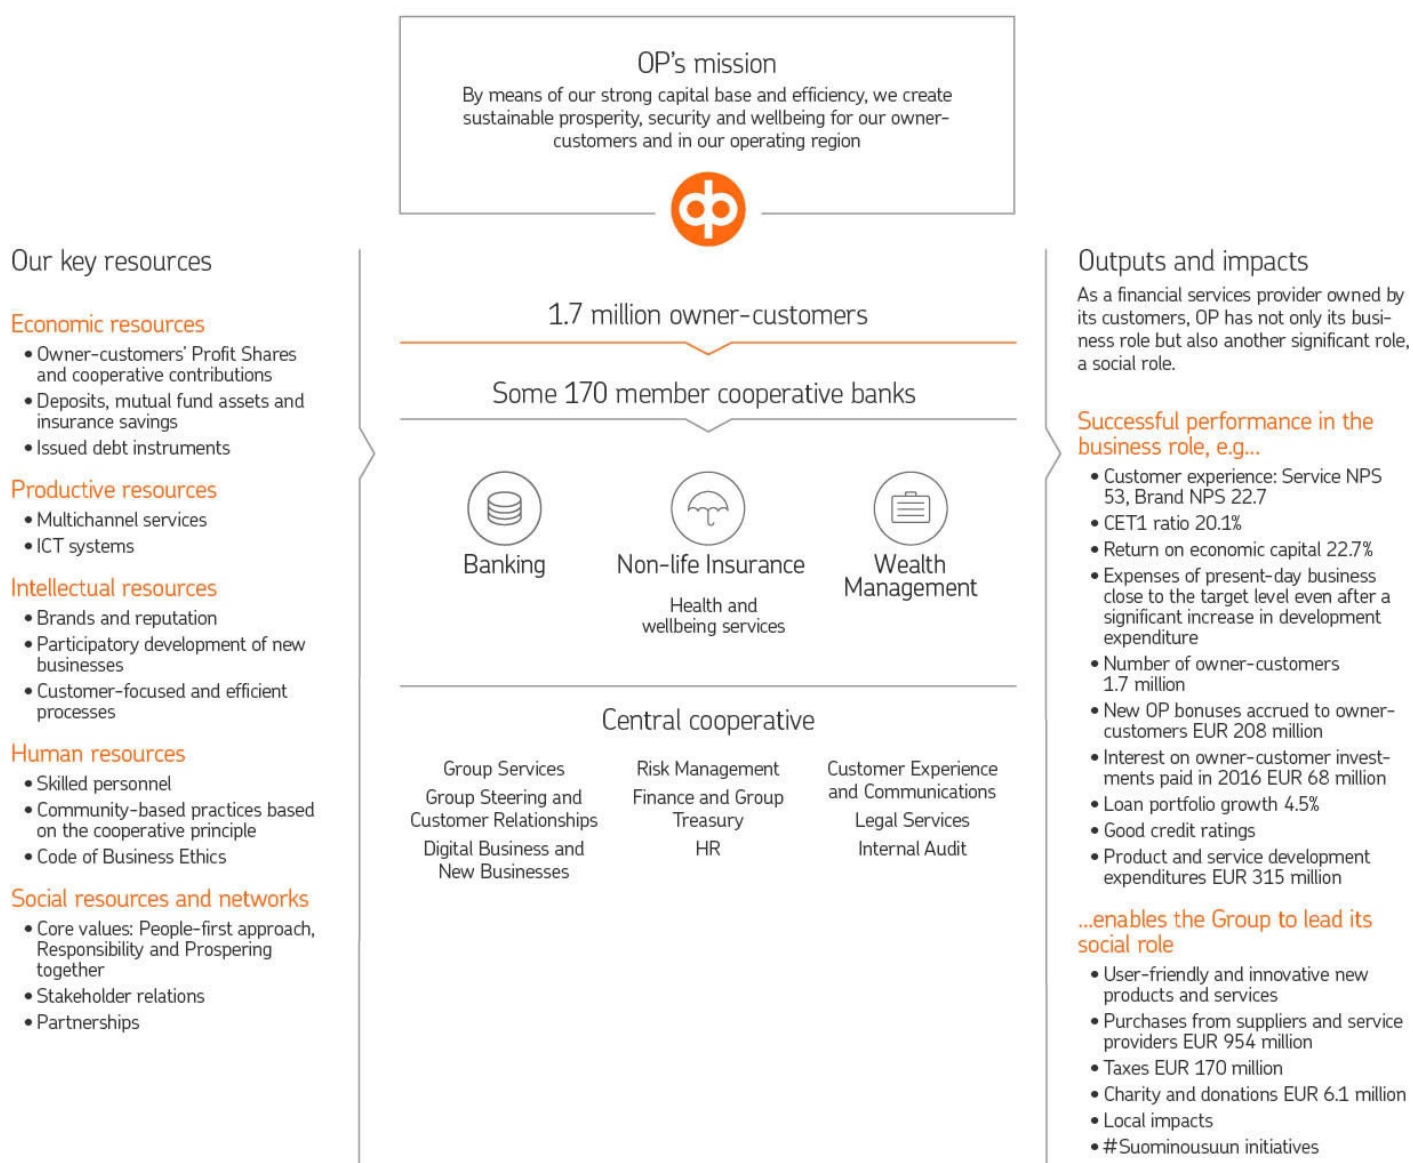 OP's mission
By means of our strong capital base and efficiency, we create
sustainable prosperity, security and wellbeing for our owner-
customers and in our operating region
op
Our key resources
Economic resources
• Owner-customers' Profit Shares
and cooperative contributions
• Deposits, mutual fund assets and
insurance savings
• Issued debt instruments
Productive resources
• Multichannel services
• ICT systems
Intellectual resources
• Brands and reputation
• Participatory development of new
businesses
• Customer-focused and efficient
processes
Human resources
• Skilled personnel
• Community-based practices based
on the cooperative principle
• Code of Business Ethics
Social resources and networks
• Core values: People-first approach,
Responsibility and Prospering
together
• Stakeholder relations
• Partnerships
1.7 million owner-customers
Some 170 member cooperative banks
Banking
Non-life Insurance
Health and
wellbeing services
Wealth
Management
Central cooperative
Group Services
Group Steering and
Customer Relationships
Digital Business and
New Businesses
Risk Management
Finance and Group
Treasury
HR
Customer Experience
and Communications
Legal Services
Internal Audit
Outputs and impacts
As a financial services provider owned by
its customers, OP has not only its busi-
ness role but also another significant role,
a social role.
Successful performance in the
business role, e.g...
• Customer experience: Service NPS
53, Brand NPS 22.7
• CET1 ratio 20.1%
• Return on economic capital 22.7%
• Expenses of present-day business
close to the target level even after a
significant increase in development
expenditure
• Number of owner-customers
1.7 million
• New OP bonuses accrued to owner-
customers EUR 208 million
• Interest on owner-customer invest-
ments paid in 2016 EUR 68 million
• Loan portfolio growth 4.5%
• Good credit ratings
• Product and service development
expenditures EUR 315 million
...enables the Group to lead its
social role
• User-friendly and innovative new
products and services
• Purchases from suppliers and service
providers EUR 954 million
• Taxes EUR 170 million
• Charity and donations EUR 6.1 million
• Local impacts
• #Suominousuun initiatives